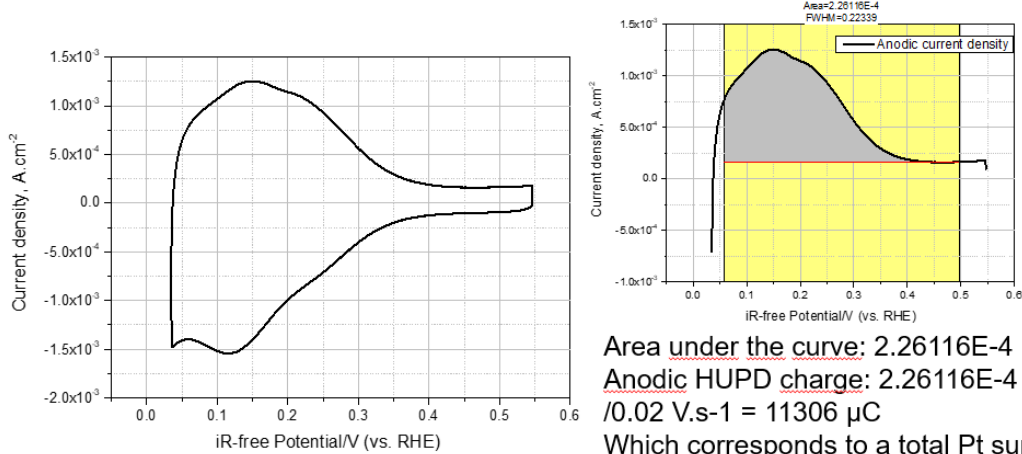 Area=2.26116E-4
FWHM=0.22339
1.5x10⁻³
1.0x10⁻³
5.0x10⁻⁴
0.0
-5.0x10⁻⁴
-1.0x10⁻³
-1.5x10⁻³
-2.0x10⁻³
Current density, A.cm⁻²
0.0 0.1 0.2 0.3 0.4 0.5 0.6
iR-free Potential/V (vs. RHE)
1.5x10⁻³
1.0x10⁻³
5.0x10⁻⁴
0.0
-5.0x10⁻⁴
-1.0x10⁻³
Current density, A.cm⁻²
Anodic current density
0.0 0.1 0.2 0.3 0.4 0.5 0.6
iR-free Potential/V (vs. RHE)
Area under the curve: 2.26116E-4
Anodic HUPD charge: 2.26116E-4
/0.02 V.s-1 = 11306 µC
Which corresponds to a total Pt